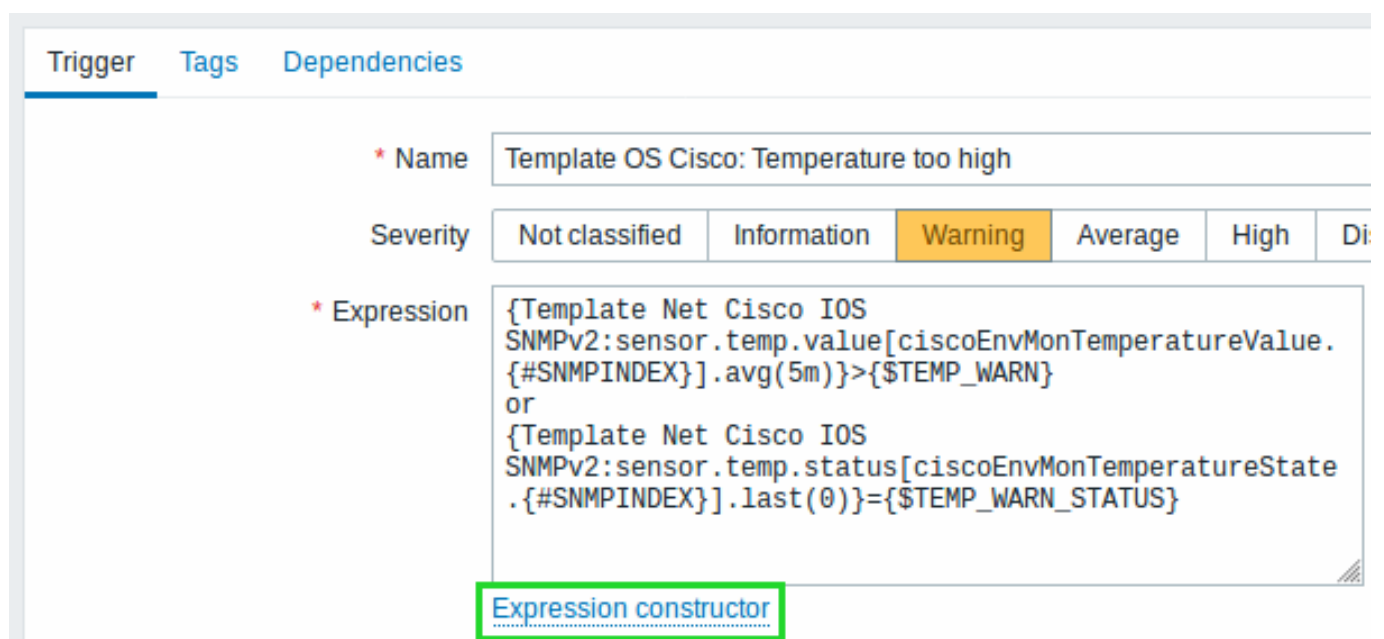 Trigger Tags Dependencies
* Name Template OS Cisco: Temperature too high
Severity Not classified Information Warning Average High
* Expression {Template Net Cisco IOS
SNMPv2:sensor.temp.value[ciscoEnvMonTemperatureValue.
{#SNMPINDEX}].avg(5m)}>{$TEMP_WARN}
or
{Template Net Cisco IOS
SNMPv2:sensor.temp.status[ciscoEnvMonTemperatureState
.{#SNMPINDEX}].last(0)}={$TEMP_WARN_STATUS}
Expression constructor